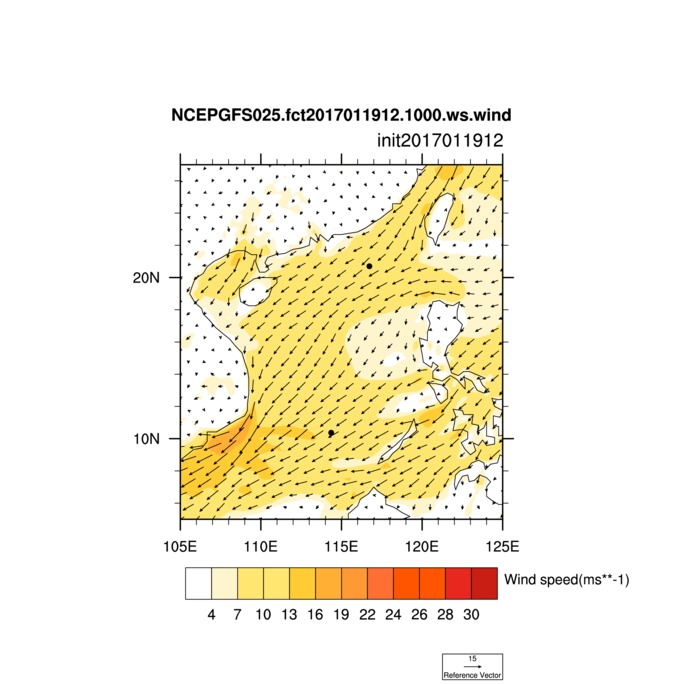 NCEPGFS025.fct2017011912.1000.ws.wind
init2017011912
20N
10N
105E 110E 115E 120E 125E
Wind speed(ms**-1)
4 7 10 13 16 19 22 24 26 28 30
15
Reference Vector